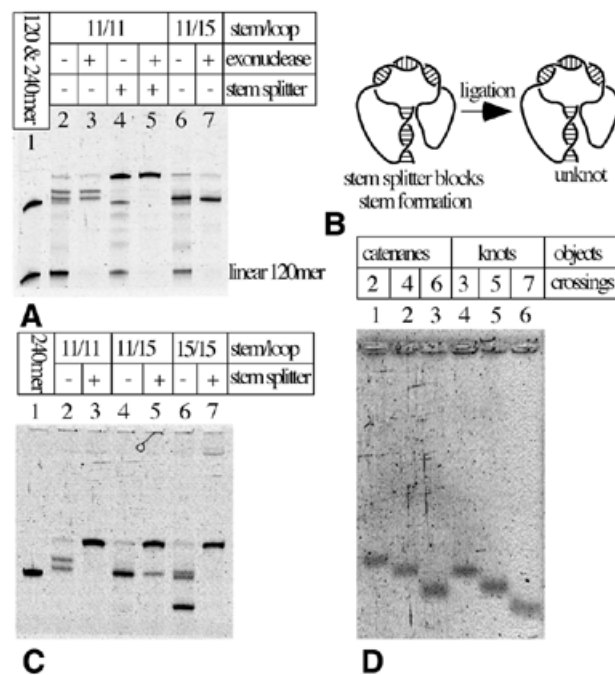 120 & 240mer
11/11 11/15 stem/loop
- + - + - + exonuclease
+ + stem splitter
1 2 3 4 5 6 7
linear 120mer
A
ligation
stem splitter blocks
stem formation
unknot
B
catenanes knots objects
2 4 6 3 5 7 crossings
1 2 3 4 5 6
240mer
11/11 11/15 15/15 stem/loop
- + - + - + stem splitter
1 2 3 4 5 6 7
C
D